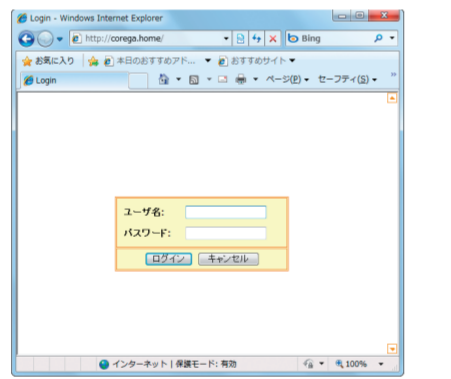 Login - Windows Internet Explorer
http://corega.home/
Bing
お気に入り
本日のおすすめアド...
おすすめサイト
Login
ページ(P)
セーフティ(S)
»
ユーザ名:
パスワード:
ログイン
キャンセル
インターネット | 保護モード: 有効
100%